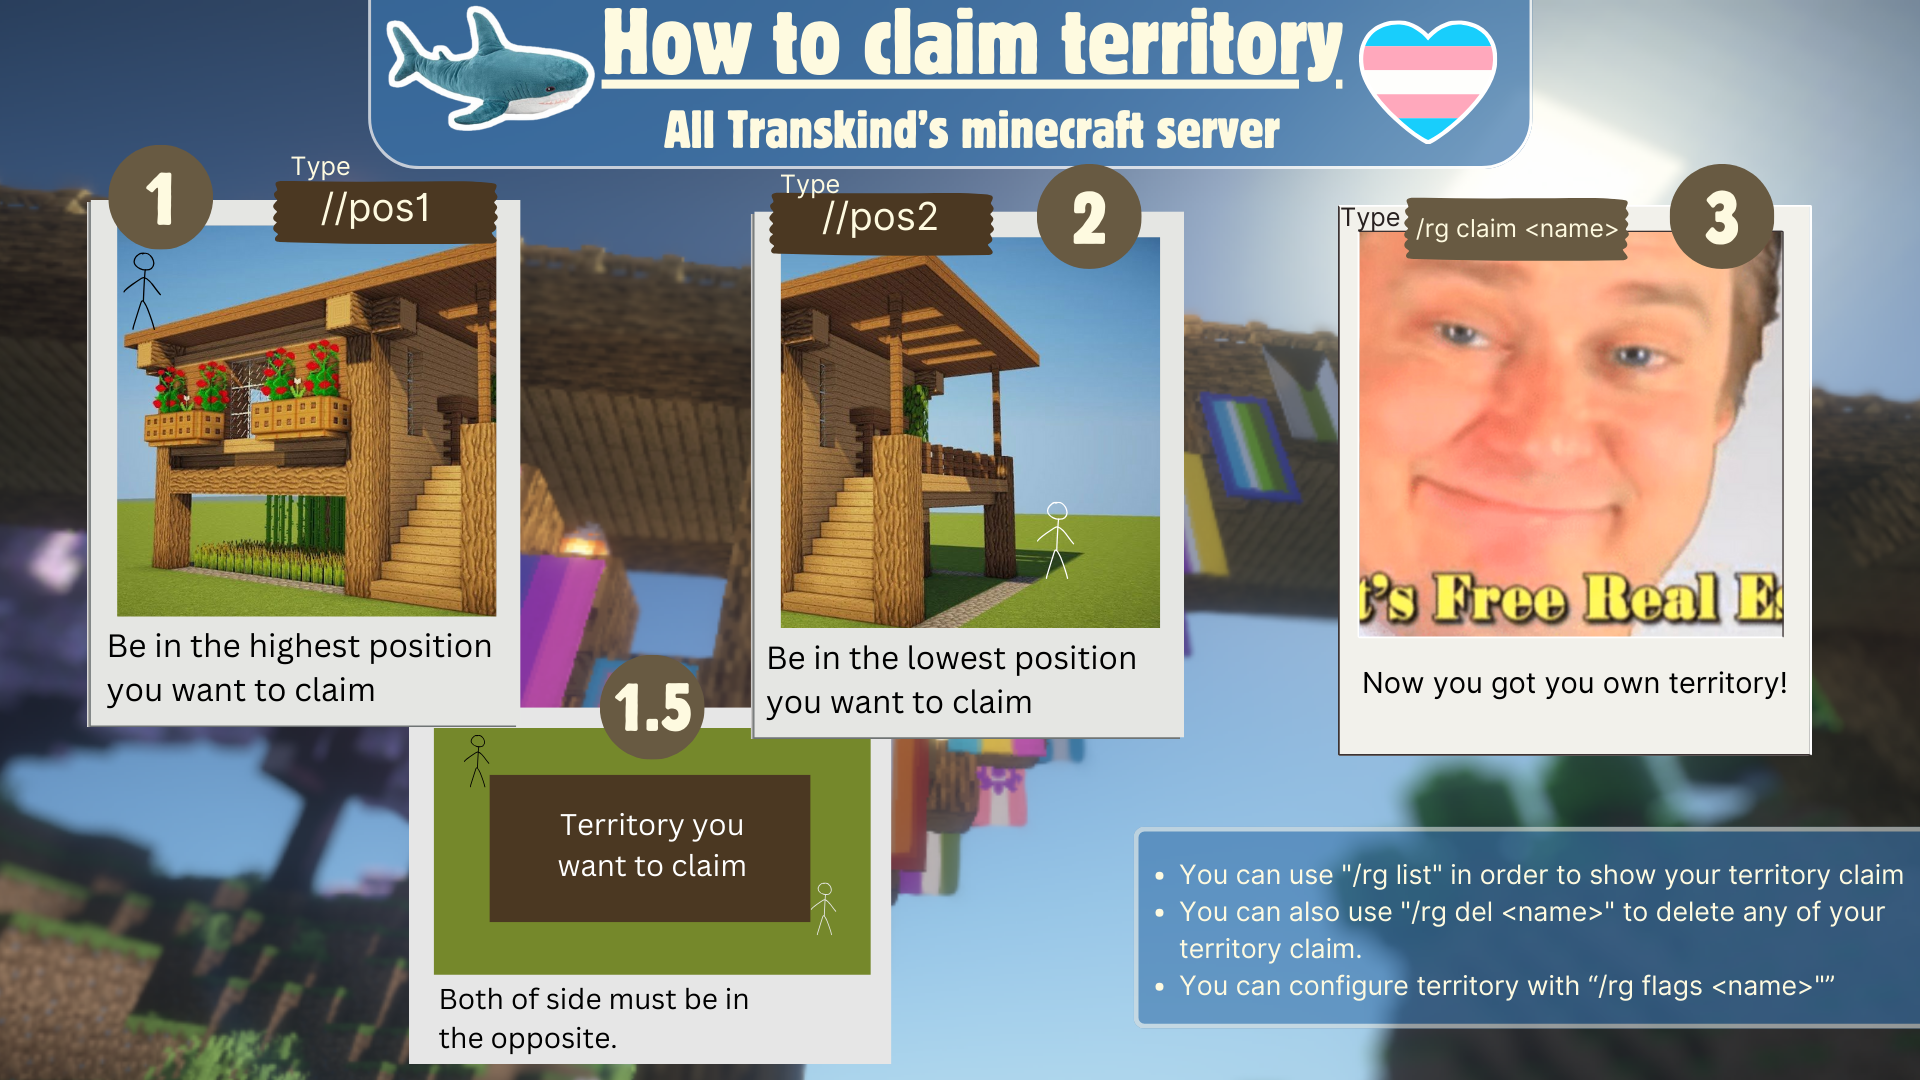 How to claim territory
All Transkind's minecraft server
1
Type
//pos1
Be in the highest position
you want to claim
1.5
Territory you
want to claim
Both of side must be in
the opposite.
Type
//pos2
2
Be in the lowest position
you want to claim
Type
/rg claim <name>
3
t's Free Real Es
Now you got you own territory!
• You can use "/rg list" in order to show your territory claim
• You can also use "/rg del <name>" to delete any of your
territory claim.
• You can configure territory with “/rg flags <name>"”